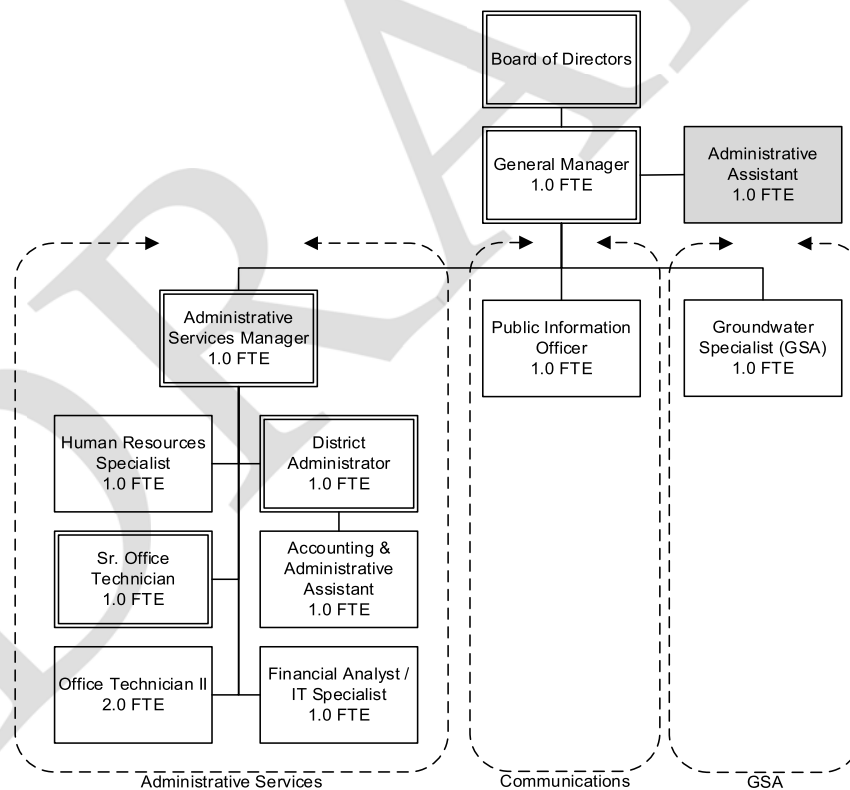 Board of Directors
General Manager
1.0 FTE
Administrative
Assistant
1.0 FTE
Administrative
Services Manager
1.0 FTE
Public Information
Officer
1.0 FTE
Groundwater
Specialist (GSA)
1.0 FTE
Human Resources
Specialist
1.0 FTE
District
Administrator
1.0 FTE
Sr. Office
Technician
1.0 FTE
Accounting &
Administrative
Assistant
1.0 FTE
Office Technician II
2.0 FTE
Financial Analyst /
IT Specialist
1.0 FTE
Administrative Services
Communications
GSA